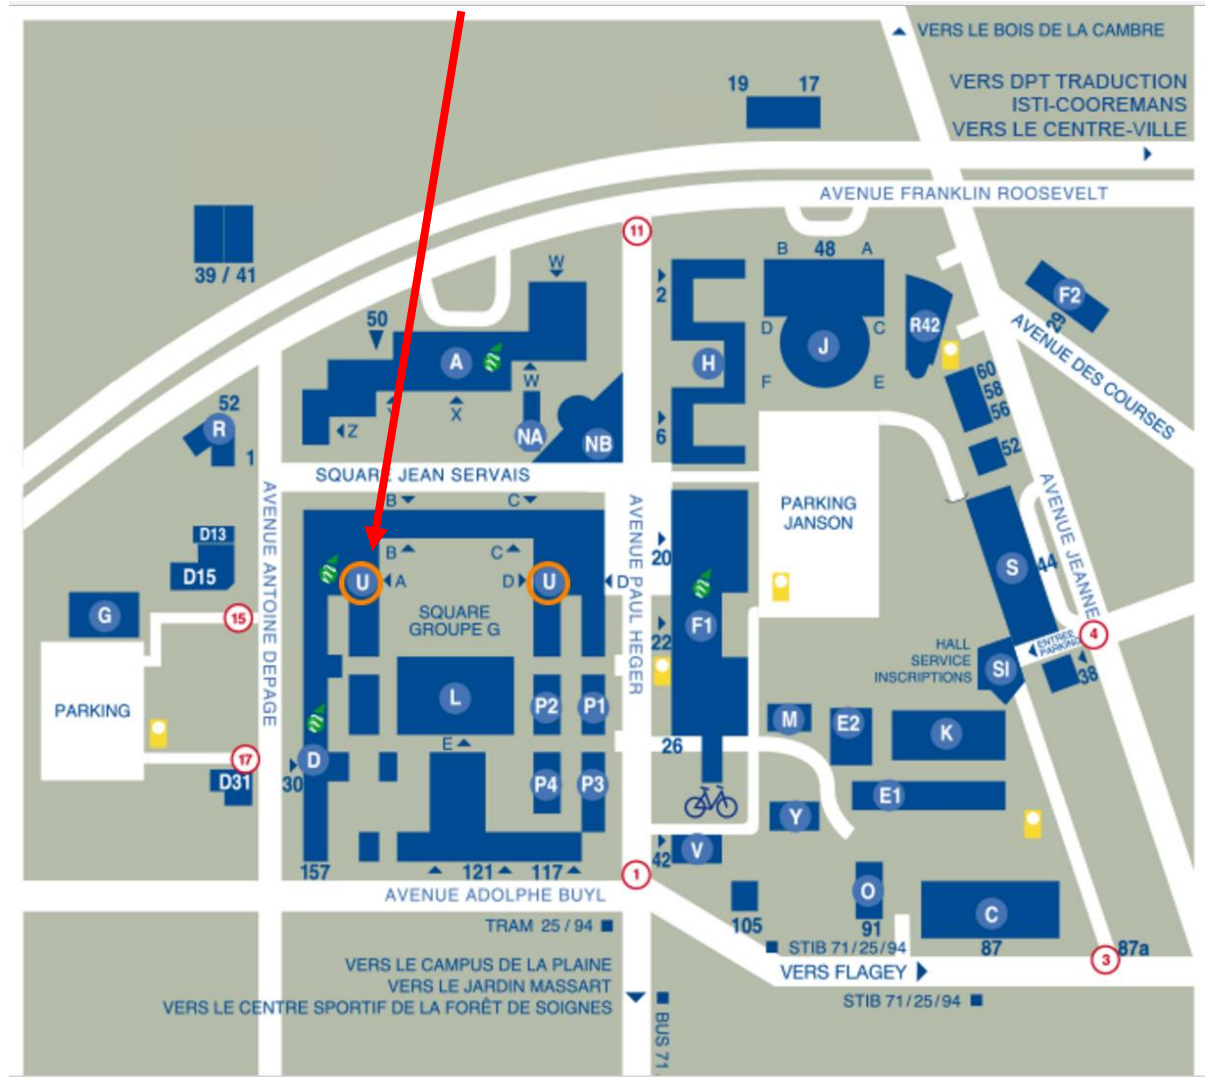 VERS LE BOIS DE LA CAMBRE
VERS DPT TRADUCTION
ISTI-COOREMANS
VERS LE CENTRE-VILLE
19 17
AVENUE FRANKLIN ROOSEVELT
11
39 / 41
W
2
B 48 A
D J C
F E
R42
F2
29
AVENUE DES COURSES
50
A
H
W
X
Z
NA
NB
6
60
58
56
52
52
R
1
SQUARE JEAN SERVAIS
AVENUE ANTOINE DEPAGE
B C
AVENUE PAUL HEGER
PARKING
JANSON
AVENUE JEANNE
D13
D15
B C
U A
D U D
20
S
44
G
15
SQUARE
GROUPE G
22
F1
HALL
SERVICE
INSCRIPTIONS
ENTREE
PARKING
4
SI
38
PARKING
L
P2 P1
M
E2
K
17
E
26
D31
30
D
P4 P3
E1
Y
42
V
157
121 117
1
AVENUE ADOLPHE BUYL
O
91
C
87
87a
3
105
TRAM 25 / 94
STIB 71/25/94
VERS FLAGEY
STIB 71/25/94
VERS LE CAMPUS DE LA PLAINE
VERS LE JARDIN MASSART
VERS LE CENTRE SPORTIF DE LA FORÊT DE SOIGNES
BUS 71